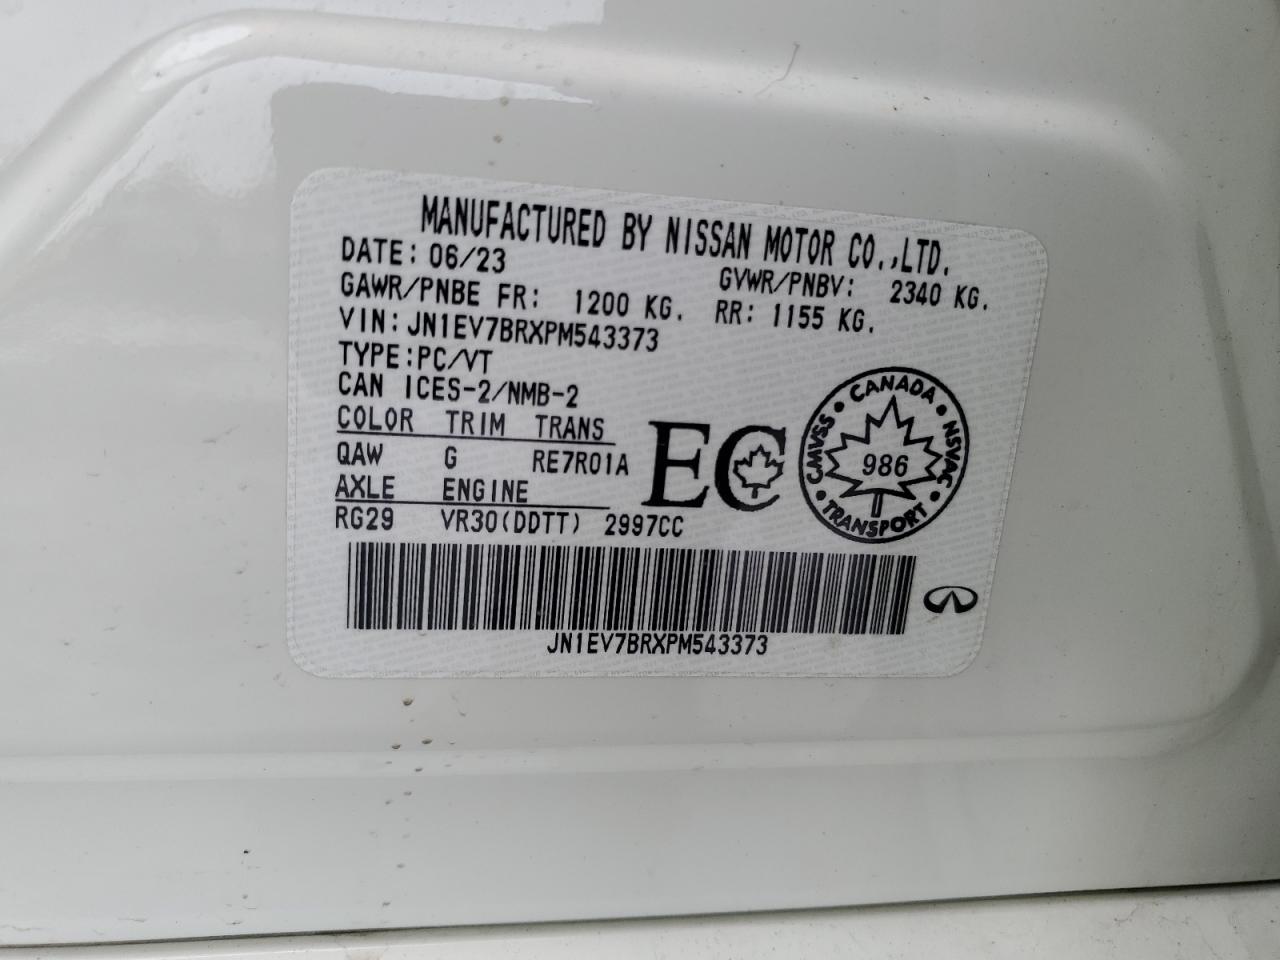 MANUFACTURED BY NISSAN MOTOR CO.,LTD.
DATE: 06/23 GVWR/PNBV: 2340 KG.
GAWR/PNBE FR: 1200 KG. RR: 1155 KG.
VIN: JN1EV7BRXPM543373
TYPE:PC/VT
CAN ICES-2/NMB-2
COLOR TRIM TRANS
QAW G RE7R01A
AXLE ENGINE
RG29 VR30(DDTT) 2997CC
EC
CANADA
CMVSS • NSVAC
986
TRANSPORT
JN1EV7BRXPM543373